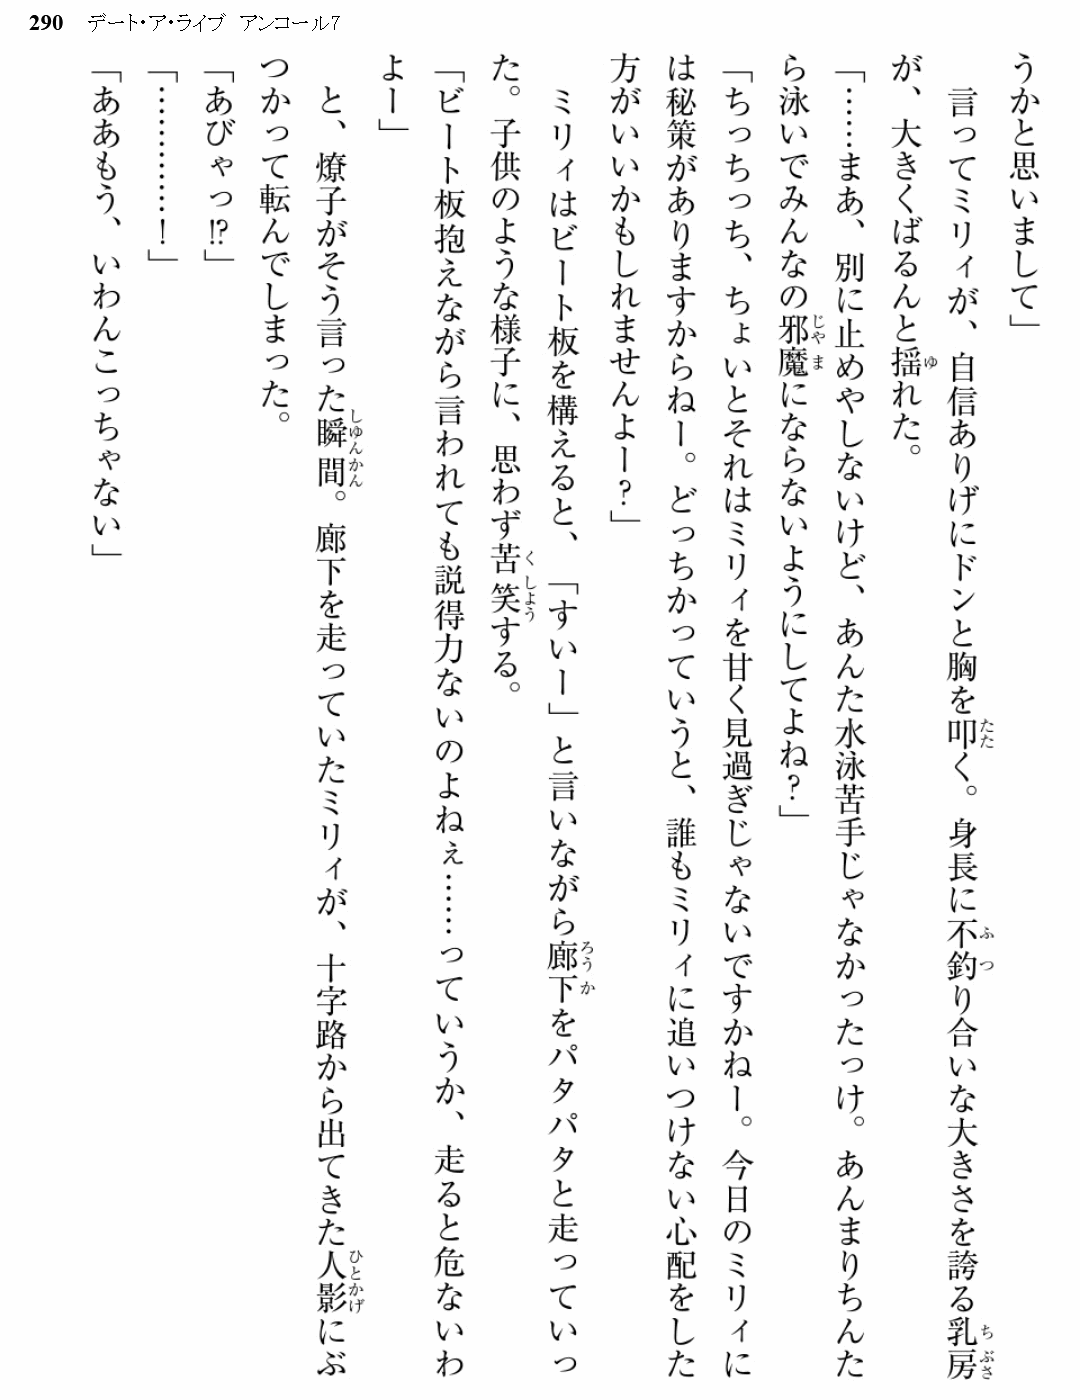 290 デート・ア・ライブ アンコール7
うかと思いまして」
　言ってミリィが、自信ありげにドンと胸を叩く。身長に不釣り合いな大きさを誇る乳房
が、大きくばるんと揺れた。
「……まあ、別に止めやしないけど、あんた水泳苦手じゃなかったっけ。あんまりちんた
ら泳いでみんなの邪魔にならないようにしてよね？」
「ちっちっち、ちょいとそれはミリィを甘く見過ぎじゃないですかねー。今日のミリィに
は秘策がありますからねー。どっちかっていうと、誰もミリィに追いつけない心配をした
方がいいかもしれませんよー？」
　ミリィはビート板を構えると、「すいー」と言いながら廊下をパタパタと走っていっ
た。子供のような様子に、思わず苦笑する。
「ビート板抱えながら言われても説得力ないのよねぇ……っていうか、走ると危ないわ
よー」
　と、燎子がそう言った瞬間。廊下を走っていたミリィが、十字路から出てきた人影にぶ
つかって転んでしまった。
「あびゃっ!?」
「…………！」
「ああもう、いわんこっちゃない」